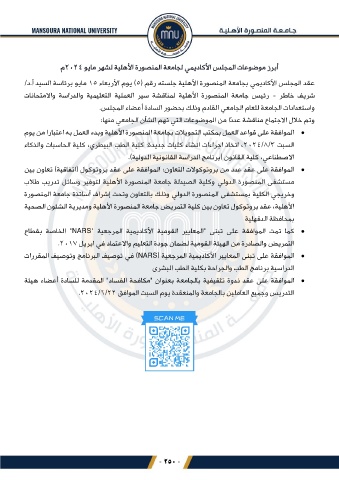 MANSOURA NATIONAL UNIVERSITY
جامعة المنصورة الأهلية
أبرز موضوعات المجلس الأكاديمي لجامعة المنصورة الأهلية لشهر مايو ٢٠٢٤م
عقد المجلس الأكاديمي بجامعة المنصورة الأهلية جلسته رقم (٥) يوم الأربعاء ١٥ مايو برئاسة السيد أ.د/
شريف خاطر - رئيس جامعة المنصورة الأهلية لمناقشة سير العملية التعليمية والدراسة والامتحانات
واستعدادات الجامعة للعام الجامعي القادم وذلك بحضور السادة أعضاء المجلس.
وتم خلال الاجتماع مناقشة عددًا من الموضوعات التي تهم الشأن الجامعي منها:
• الموافقة على قواعد العمل بمكتب التحويلات بجامعة المنصورة الأهلية وبدء العمل به اعتبارا من يوم
السبت ٢٠٢٤/٨/٣، اتخاذ اجراءات انشاء كليات جديدة: كلية الطب البيطري، كلية الحاسبات والذكاء
الاصطناعي، كلية القانون (برنامج الدراسة القانونية الدولية).
• الموافقة على عقد عدد من بروتوكولات التعاون: الموافقة على عقد بروتوكول (اتفاقية) تعاون بين
مستشفى المنصورة الدولي وكلية الصيدلة جامعة المنصورة الأهلية لتوفير وسائل تدريب طلاب
وخريجي الكلية بمستشفى المنصورة الدولي وذلك بالتعاون وتحت إشراف أساتذة جامعة المنصورة
الأهلية، عقد بروتوكول تعاون بين كلية التمريض جامعة المنصورة الأهلية ومديرية الشئون الصحية
بمحافظة الدقهلية
• كما تمت الموافقة على تبنى "المعايير القومية الأكاديمية المرجعية "NARS" الخاصة بقطاع
التمريض والصادرة من الهيئة القومية لضمان جودة التعليم والاعتماد في ابريل ٢٠١٧.
• الموافقة على تبنى المعايير الأكاديمية المرجعية (NARS) في توصيف البرنامج وتوصيف المقررات
الدراسية برنامج الطب والجراحة بكلية الطب البشرى
• الموافقة على عقد ندوة تثقيفية بالجامعة بعنوان "مكافحة الفساد" المقدمة للسادة أعضاء هيئة
التدريس وجميع العاملين بالجامعة والمنعقدة يوم السبت الموافق ٢٠٢٤/٦/٢٢.
SCAN ME
- ٢٥٠ -